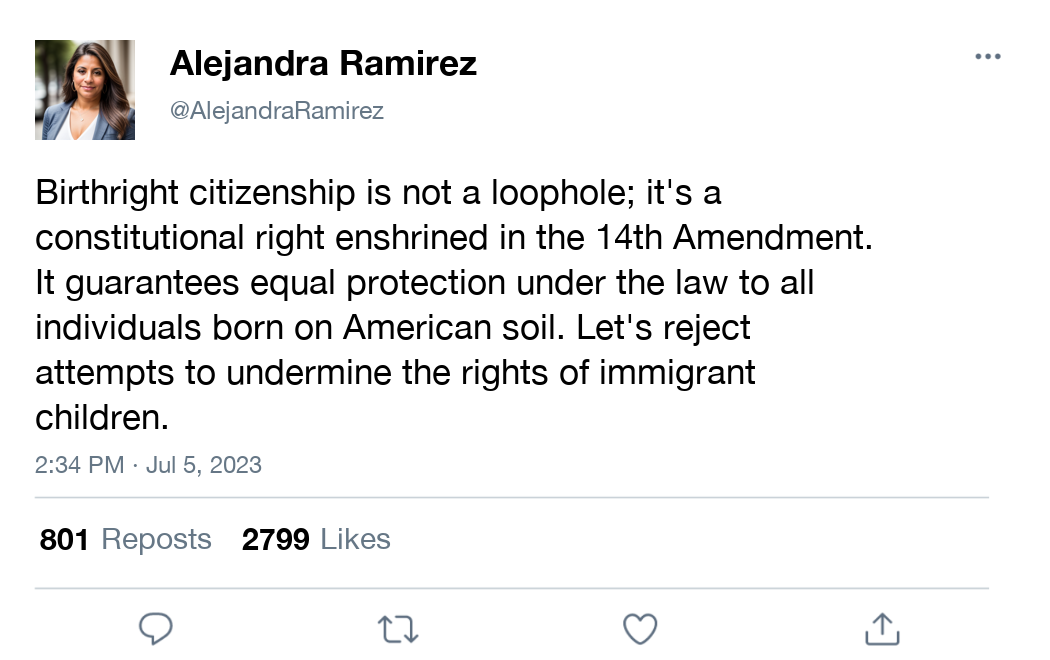 Alejandra Ramirez
@AlejandraRamirez
Birthright citizenship is not a loophole; it's a
constitutional right enshrined in the 14th Amendment.
It guarantees equal protection under the law to all
individuals born on American soil. Let's reject
attempts to undermine the rights of immigrant
children.
2:34 PM · Jul 5, 2023
801 Reposts 2799 Likes